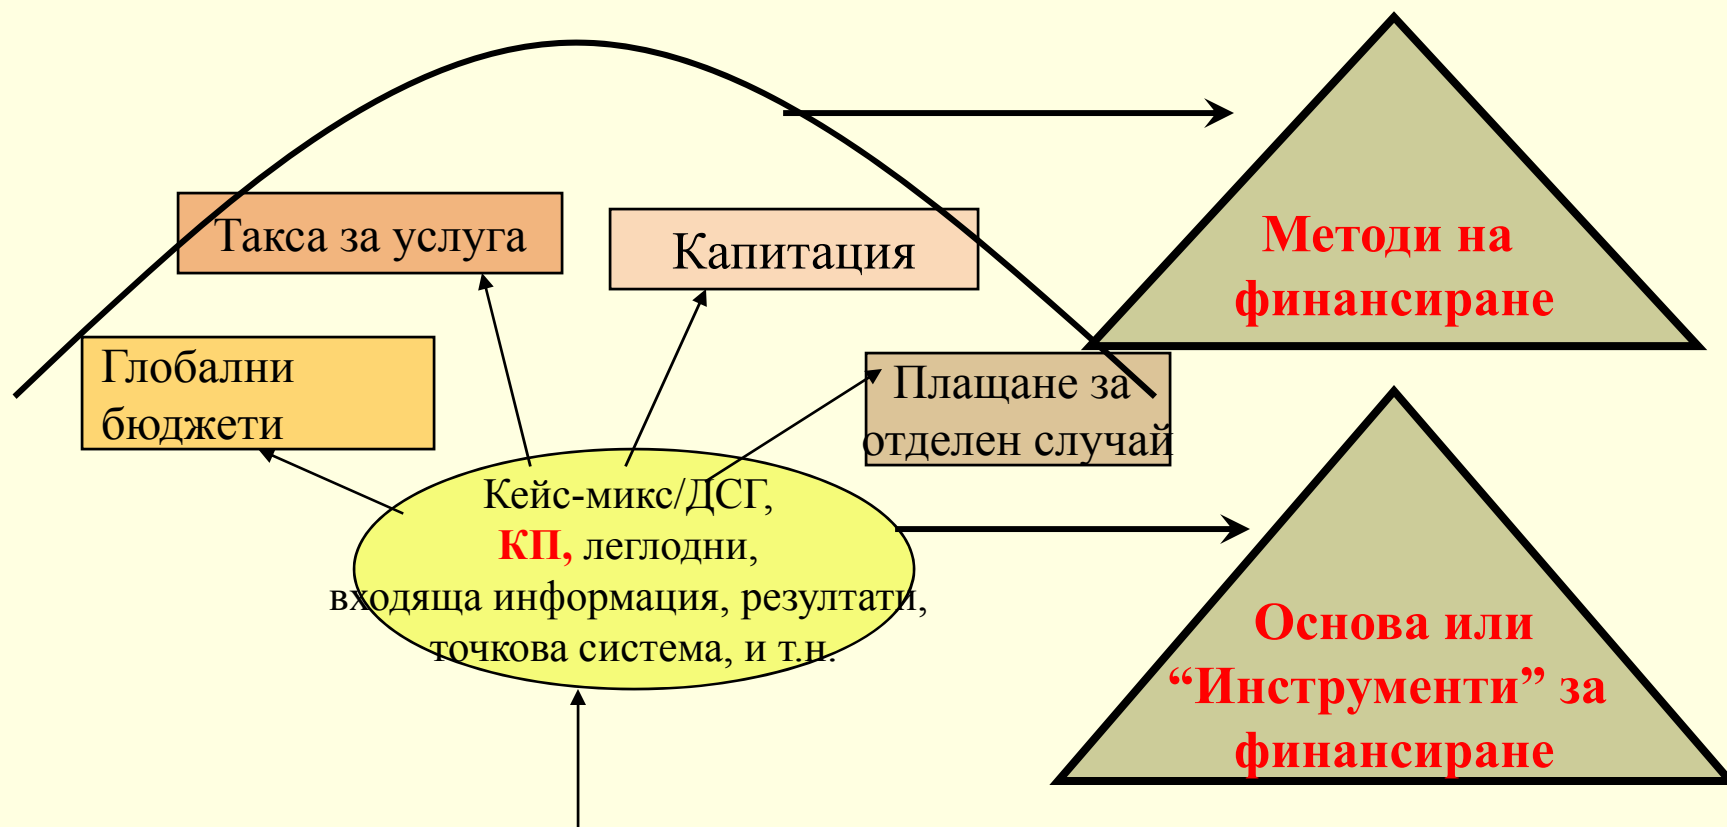 Такса за услуга
Капитация
Методи на
финансиране
Глобални
бюджети
Плащане за
отделен случай
Кейс-микс/ДСГ,
КП, леглодни,
входяща информация, резултати,
точкова система, и т.н.
Основа или
“Инструменти” за
финансиране